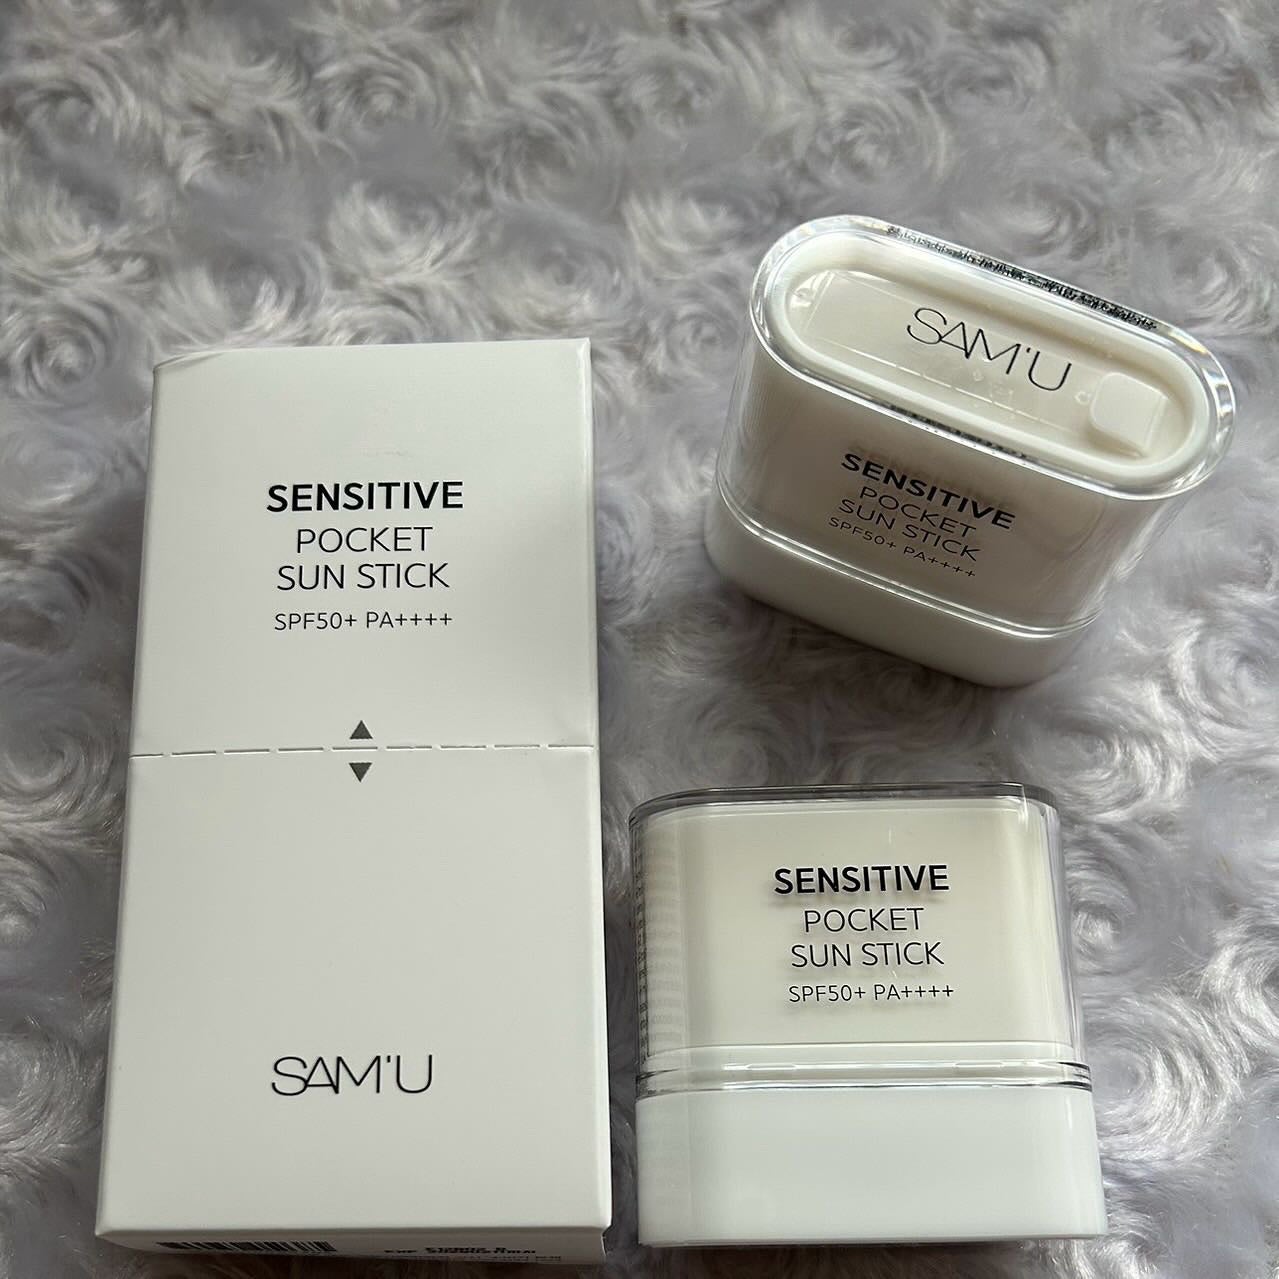 SENSITIVE
POCKET
SUN STICK
SPF50+ PA++++
SAM'U
SAM'U
SENSITIVE
POCKET
SUN STICK
SPF50+ PA++++
SENSITIVE
POCKET
SUN STICK
SPF50+ PA++++